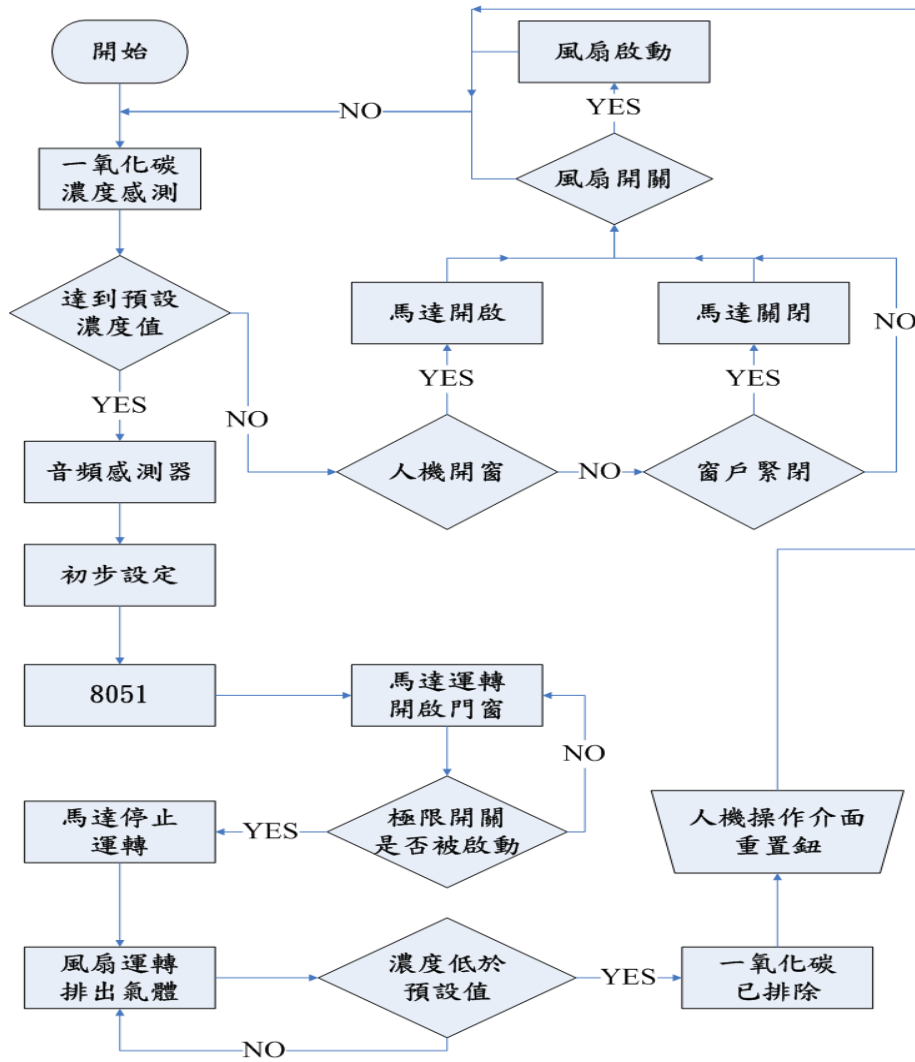 開始
風扇啟動
NO
YES
一氧化碳
濃度感測
風扇開關
達到預設
濃度值
馬達開啟
馬達關閉
NO
YES
NO
YES
YES
音頻感測器
人機開窗
NO
窗戶緊閉
初步設定
8051
馬達運轉
開啟門窗
NO
馬達停止
運轉
YES
極限開關
是否被啟動
人機操作介面
重置鈕
風扇運轉
排出氣體
濃度低於
預設值
YES
一氧化碳
已排除
NO